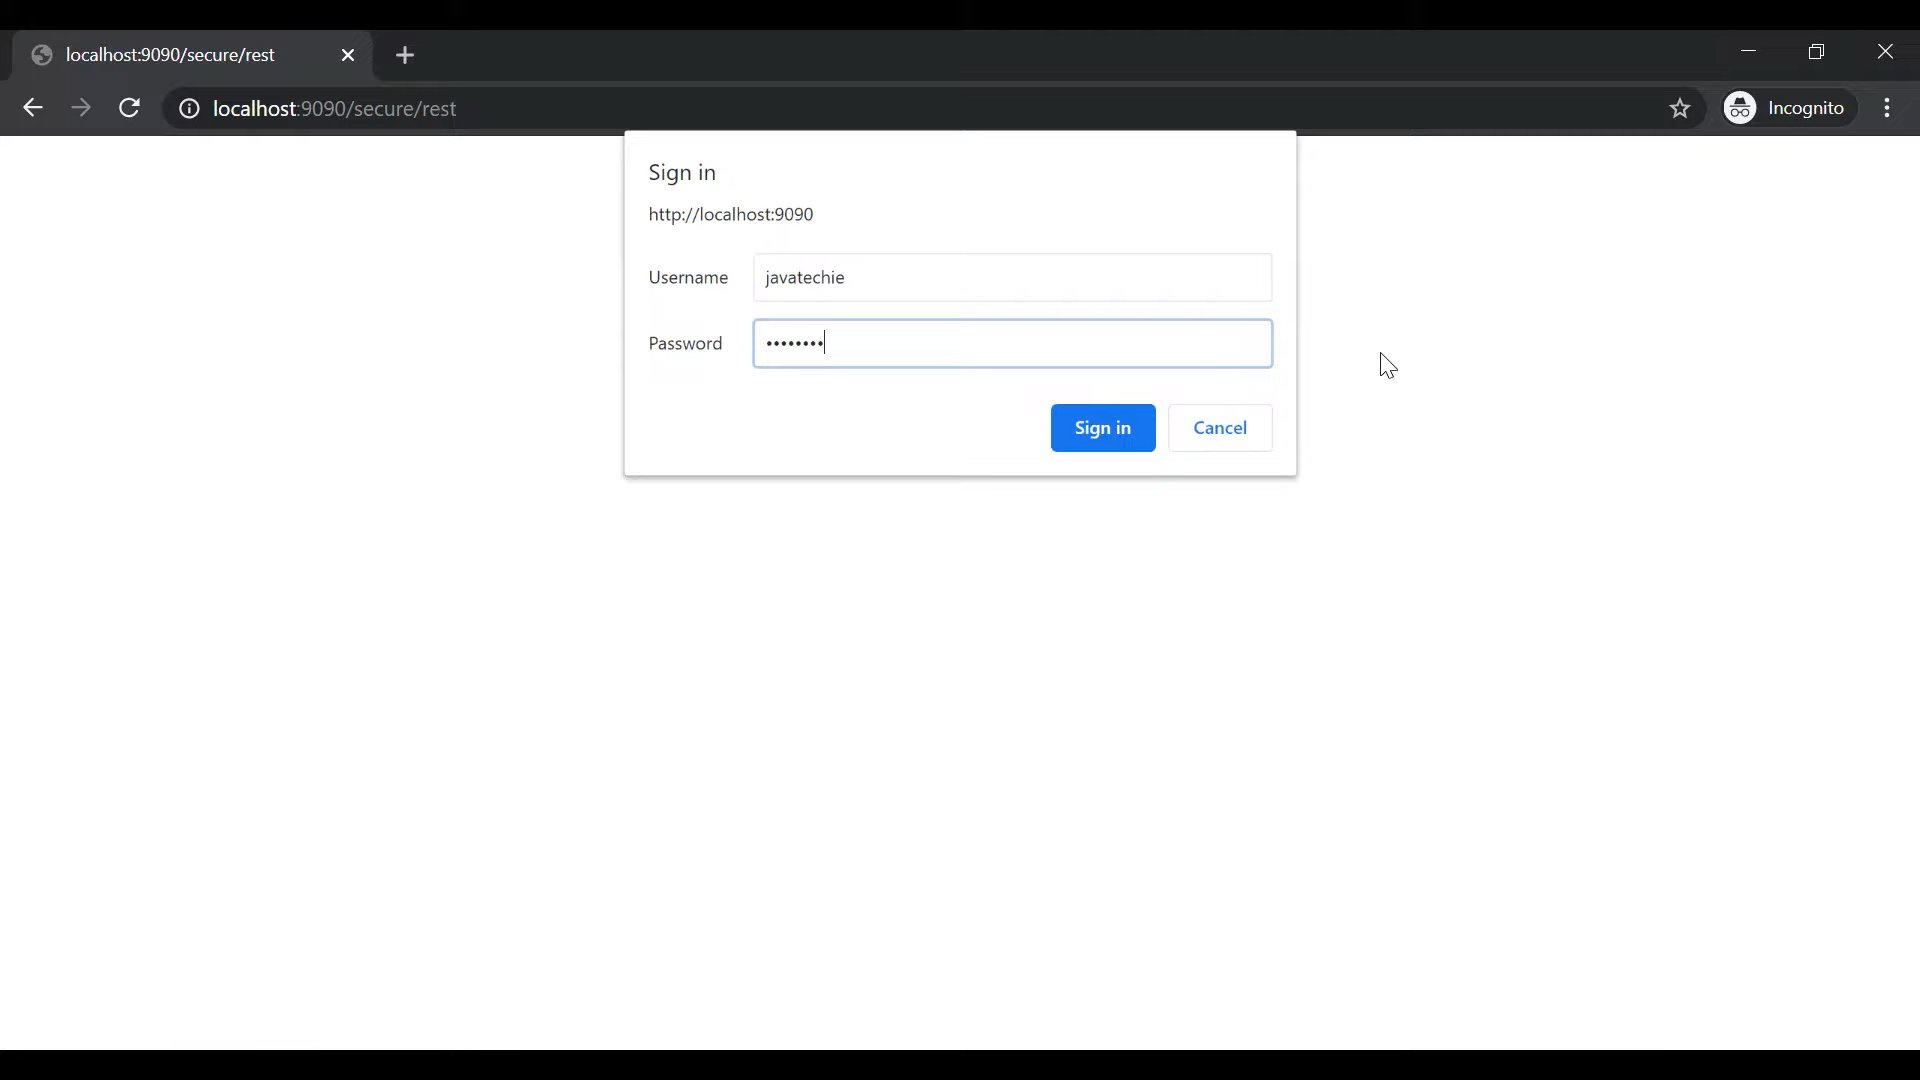 localhost:9090/secure/rest
localhost:9090/secure/rest
Incognito
Sign in
http://localhost:9090
Username
javatechie
Password
••••••••
Sign in
Cancel